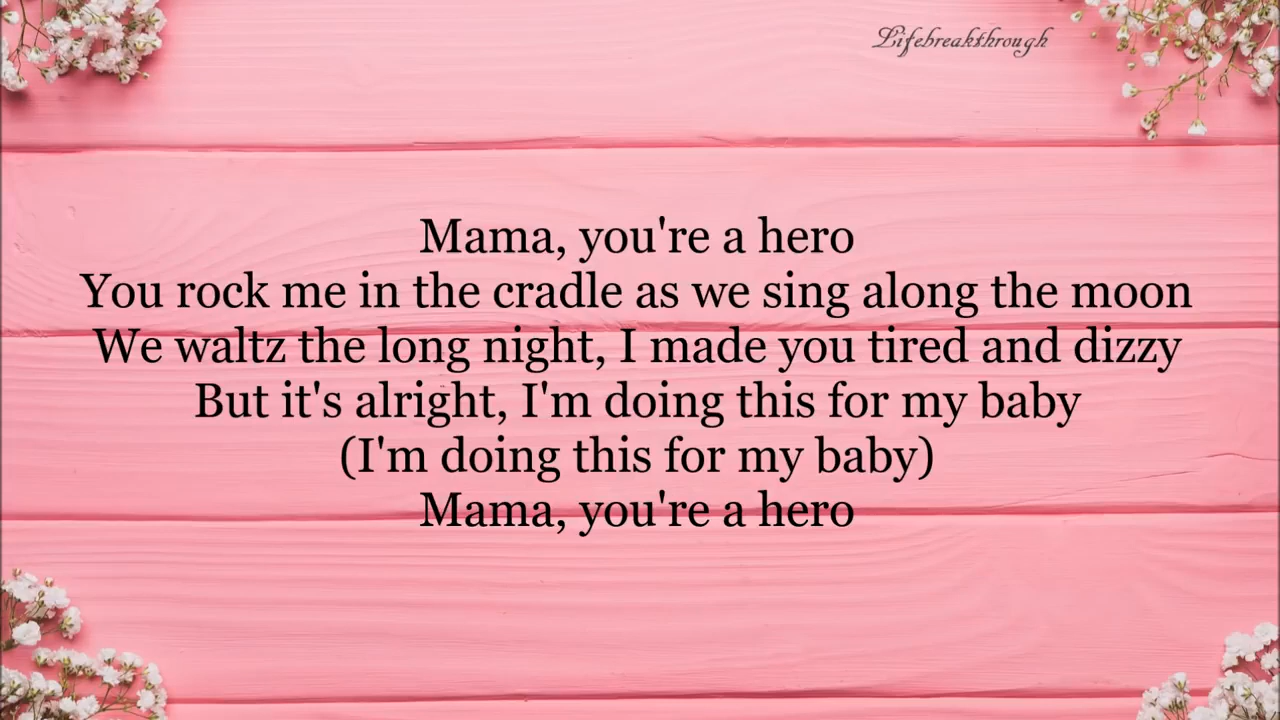 Lifebreakthrough
Mama, you're a hero
You rock me in the cradle as we sing along the moon
We waltz the long night, I made you tired and dizzy
But it's alright, I'm doing this for my baby
(I'm doing this for my baby)
Mama, you're a hero